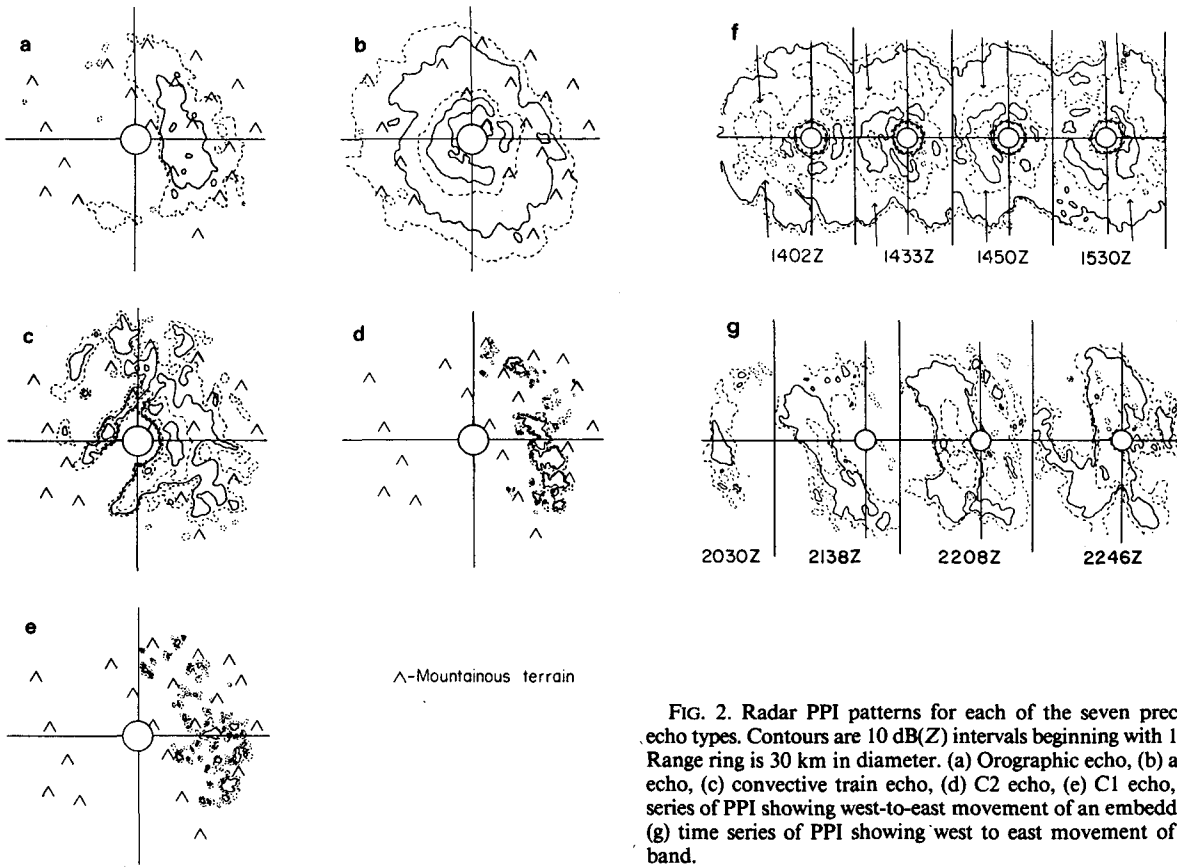 a
b
f
1402Z 1433Z 1450Z 1530Z
c
d
g
2030Z 2138Z 2208Z 2246Z
e
^-Mountainous terrain
FIG. 2. Radar PPI patterns for each of the seven prec
echo types. Contours are 10 dB(Z) intervals beginning with 1
Range ring is 30 km in diameter. (a) Orographic echo, (b) a
echo, (c) convective train echo, (d) C2 echo, (e) C1 echo,
series of PPI showing west-to-east movement of an embedd
(g) time series of PPI showing west to east movement of
band.